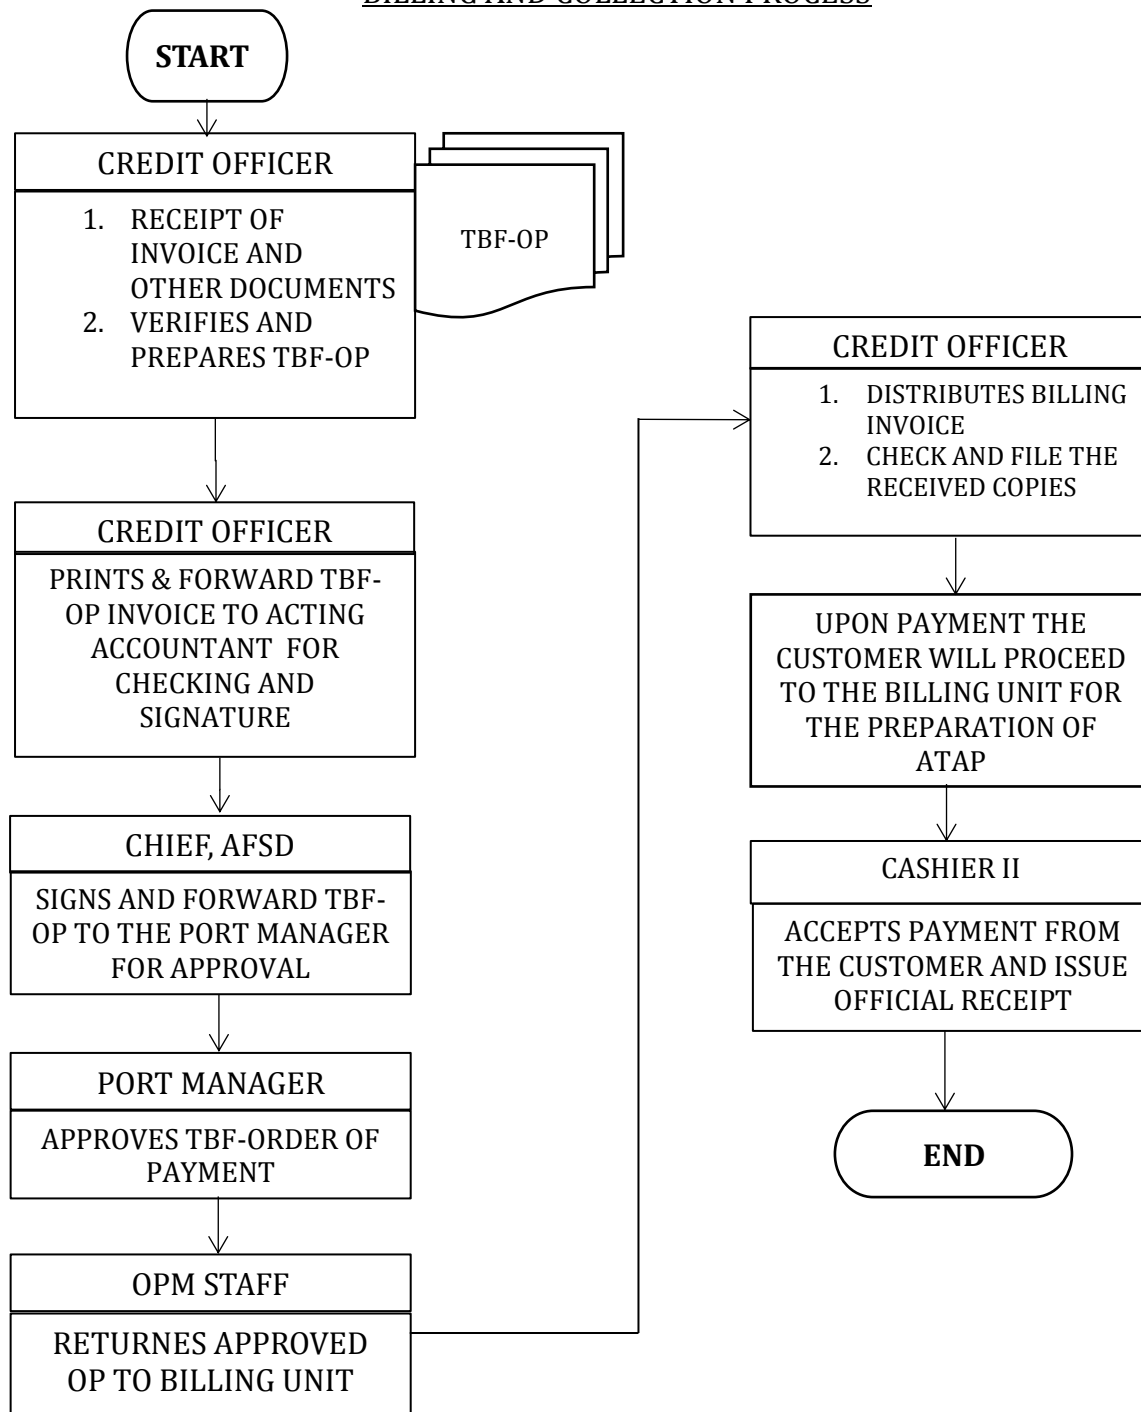 BILLING AND COLLECTION PROCESS
START
CREDIT OFFICER
1. RECEIPT OF
INVOICE AND
OTHER DOCUMENTS
2. VERIFIES AND
PREPARES TBF-OP
TBF-OP
CREDIT OFFICER
PRINTS & FORWARD TBF-
OP INVOICE TO ACTING
ACCOUNTANT FOR
CHECKING AND
SIGNATURE
CHIEF, AFSD
SIGNS AND FORWARD TBF-
OP TO THE PORT MANAGER
FOR APPROVAL
PORT MANAGER
APPROVES TBF-ORDER OF
PAYMENT
OPM STAFF
RETURNES APPROVED
OP TO BILLING UNIT
CREDIT OFFICER
1. DISTRIBUTES BILLING
INVOICE
2. CHECK AND FILE THE
RECEIVED COPIES
UPON PAYMENT THE
CUSTOMER WILL PROCEED
TO THE BILLING UNIT FOR
THE PREPARATION OF
ATAP
CASHIER II
ACCEPTS PAYMENT FROM
THE CUSTOMER AND ISSUE
OFFICIAL RECEIPT
END